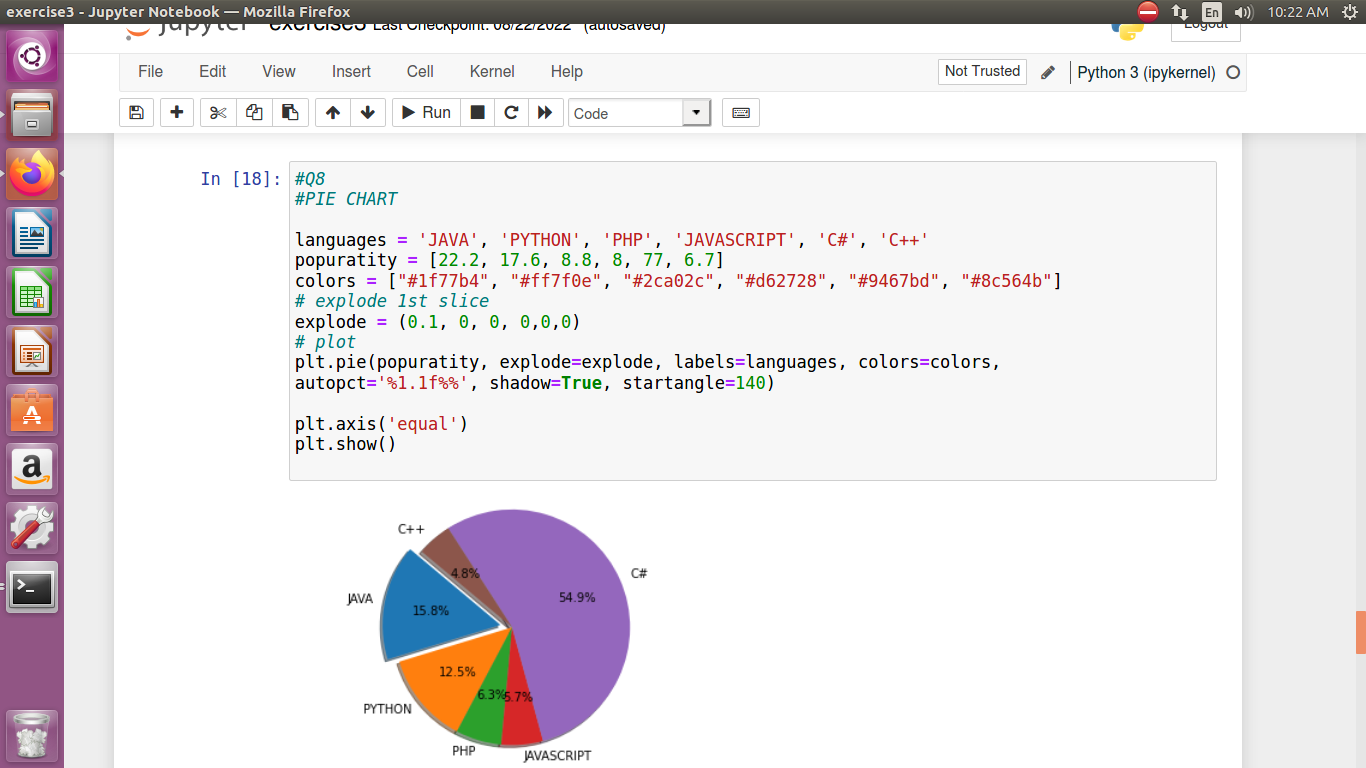 exercise3 - Jupyter Notebook — Mozilla Firefox
En
10:22 AM
Jupyter exercise3 Last Checkpoint: 08/22/2022 (autosaved)
Logout
File Edit View Insert Cell Kernel Help
Not Trusted
Python 3 (ipykernel)
Run
Code
In [18]:
#Q8
#PIE CHART
languages = 'JAVA', 'PYTHON', 'PHP', 'JAVASCRIPT', 'C#', 'C++'
popuratity = [22.2, 17.6, 8.8, 8, 77, 6.7]
colors = ["#1f77b4", "#ff7f0e", "#2ca02c", "#d62728", "#9467bd", "#8c564b"]
# explode 1st slice
explode = (0.1, 0, 0, 0,0,0)
# plot
plt.pie(popuratity, explode=explode, labels=languages, colors=colors,
autopct='%1.1f%%', shadow=True, startangle=140)
plt.axis('equal')
plt.show()
C++
4.8%
C#
54.9%
JAVA
15.8%
12.5%
PYTHON
6.3%
5.7%
PHP
JAVASCRIPT
A
a
>_